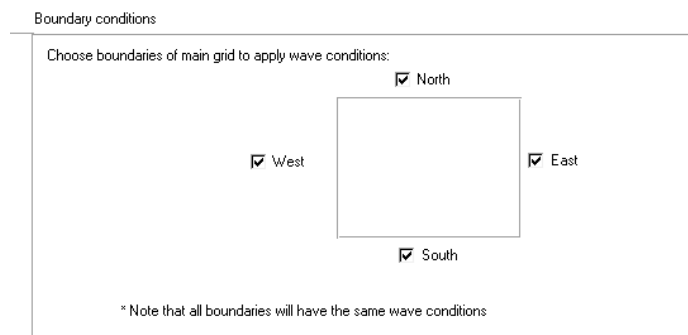 Boundary conditions
Choose boundaries of main grid to apply wave conditions:
North
West
East
South
* Note that all boundaries will have the same wave conditions